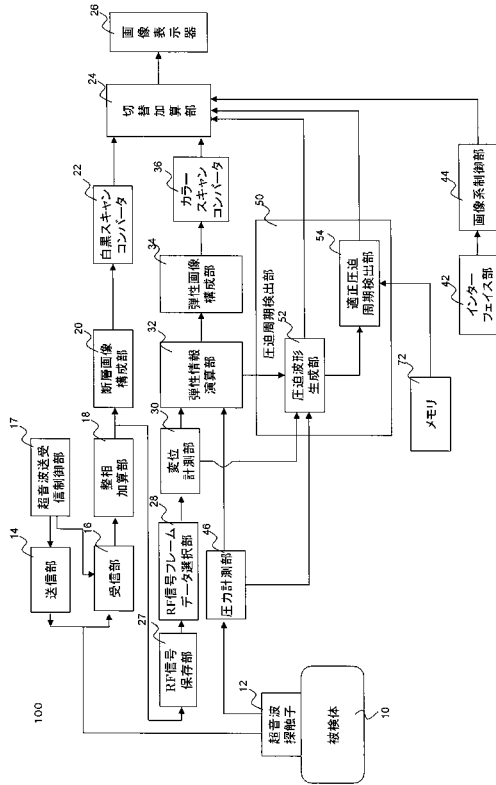 100
10
被検体
12
超音波
探触子
14
送信部
16
受信部
17
超音波送受
信制御部
18
整相
加算部
20
断層画像
構成部
22
白黒スキャン
コンバータ
24
切替加算部
26
画像表示器
27
RF信号
保存部
28
RF信号フレーム
データ選択部
30
変位
計測部
32
弾性情報
演算部
34
弾性画像
構成部
36
カラー
スキャン
コンバータ
46
圧力計測部
50
圧迫周期検出部
52
圧迫波形
生成部
54
適正圧迫
周期検出部
72
メモリ
42
インター
フェイス部
44
画像系制御部